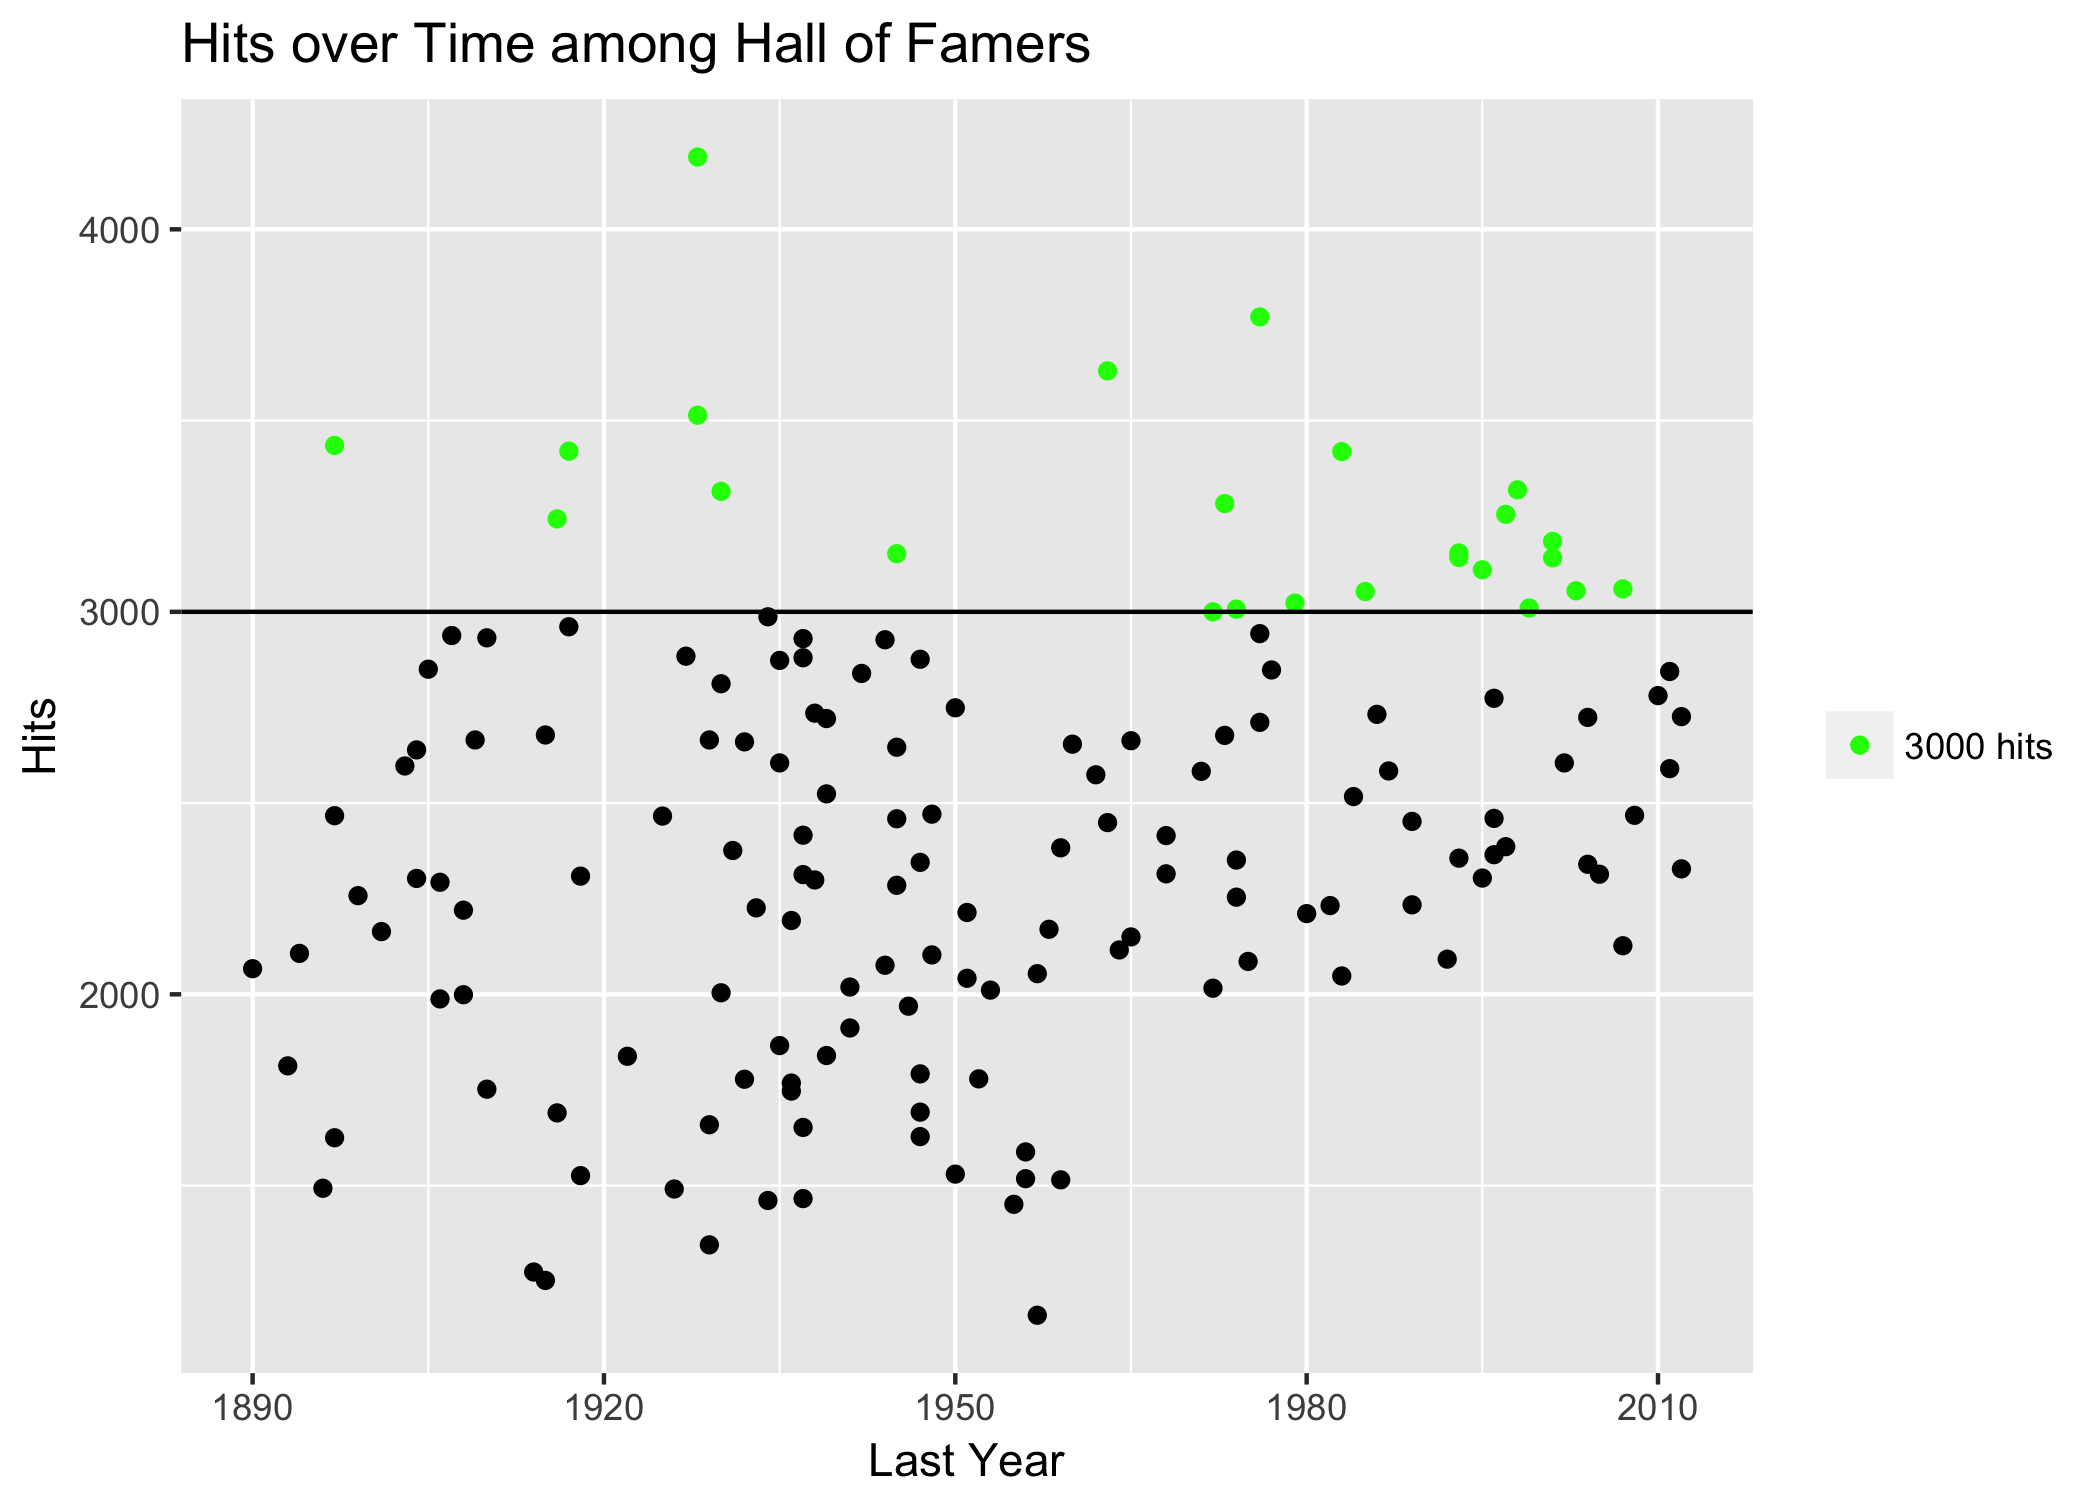 Hits over Time among Hall of Famers
Hits
4000
3000
2000
1890 1920 1950 1980 2010
Last Year
3000 hits